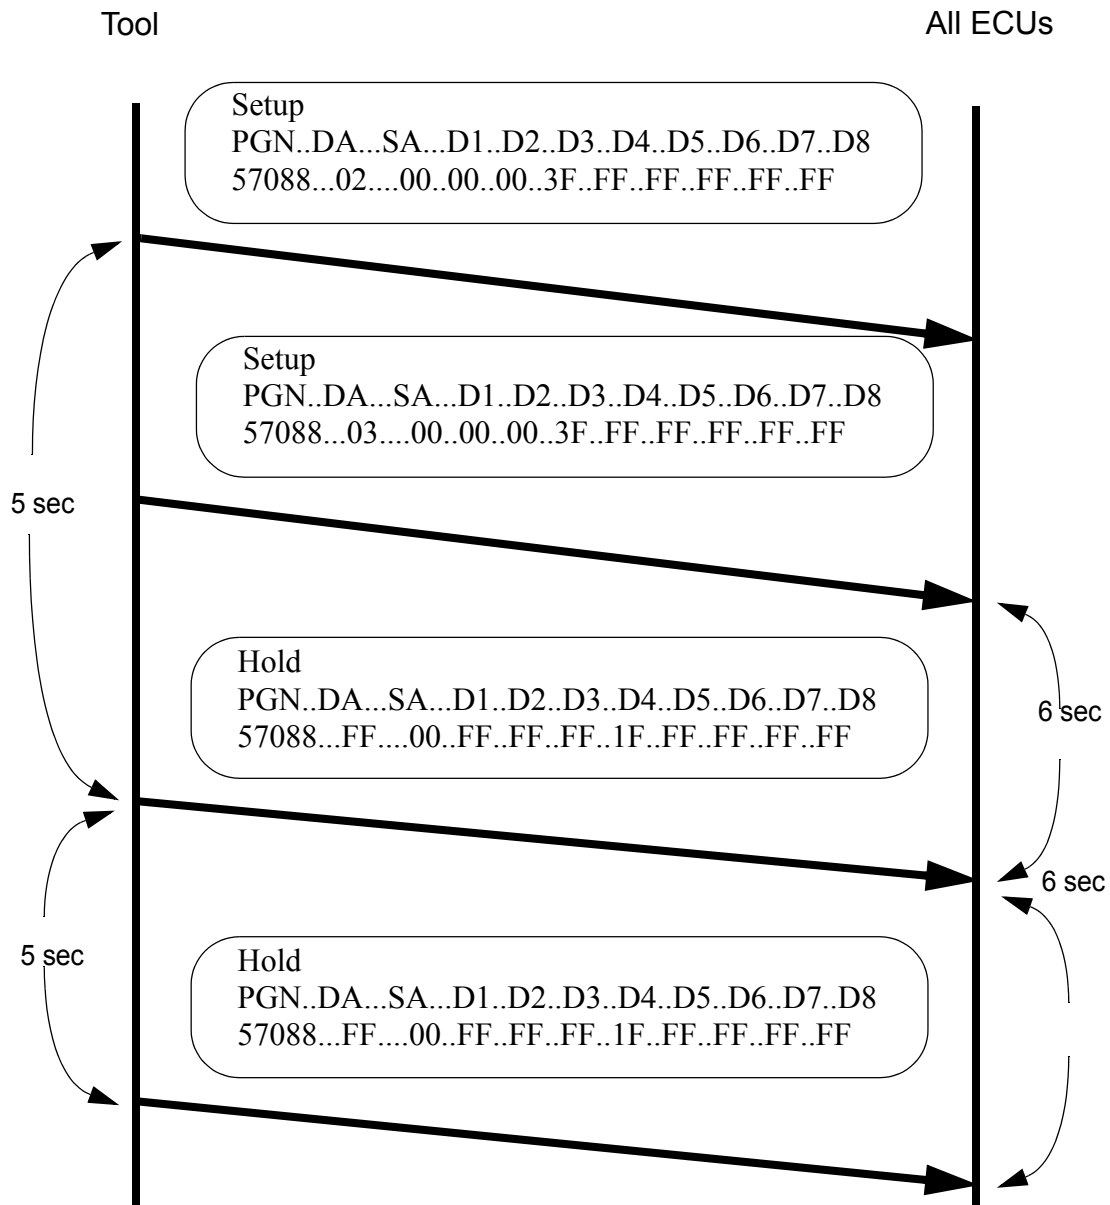 Tool
All ECUs
Setup
PGN..DA...SA...D1..D2..D3..D4..D5..D6..D7..D8
57088...02....00..00..00..3F..FF..FF..FF..FF..FF
Setup
PGN..DA...SA...D1..D2..D3..D4..D5..D6..D7..D8
57088...03....00..00..00..3F..FF..FF..FF..FF..FF
5 sec
Hold
PGN..DA...SA...D1..D2..D3..D4..D5..D6..D7..D8
57088...FF....00..FF..FF..FF..1F..FF..FF..FF..FF
6 sec
6 sec
5 sec
Hold
PGN..DA...SA...D1..D2..D3..D4..D5..D6..D7..D8
57088...FF....00..FF..FF..FF..1F..FF..FF..FF..FF